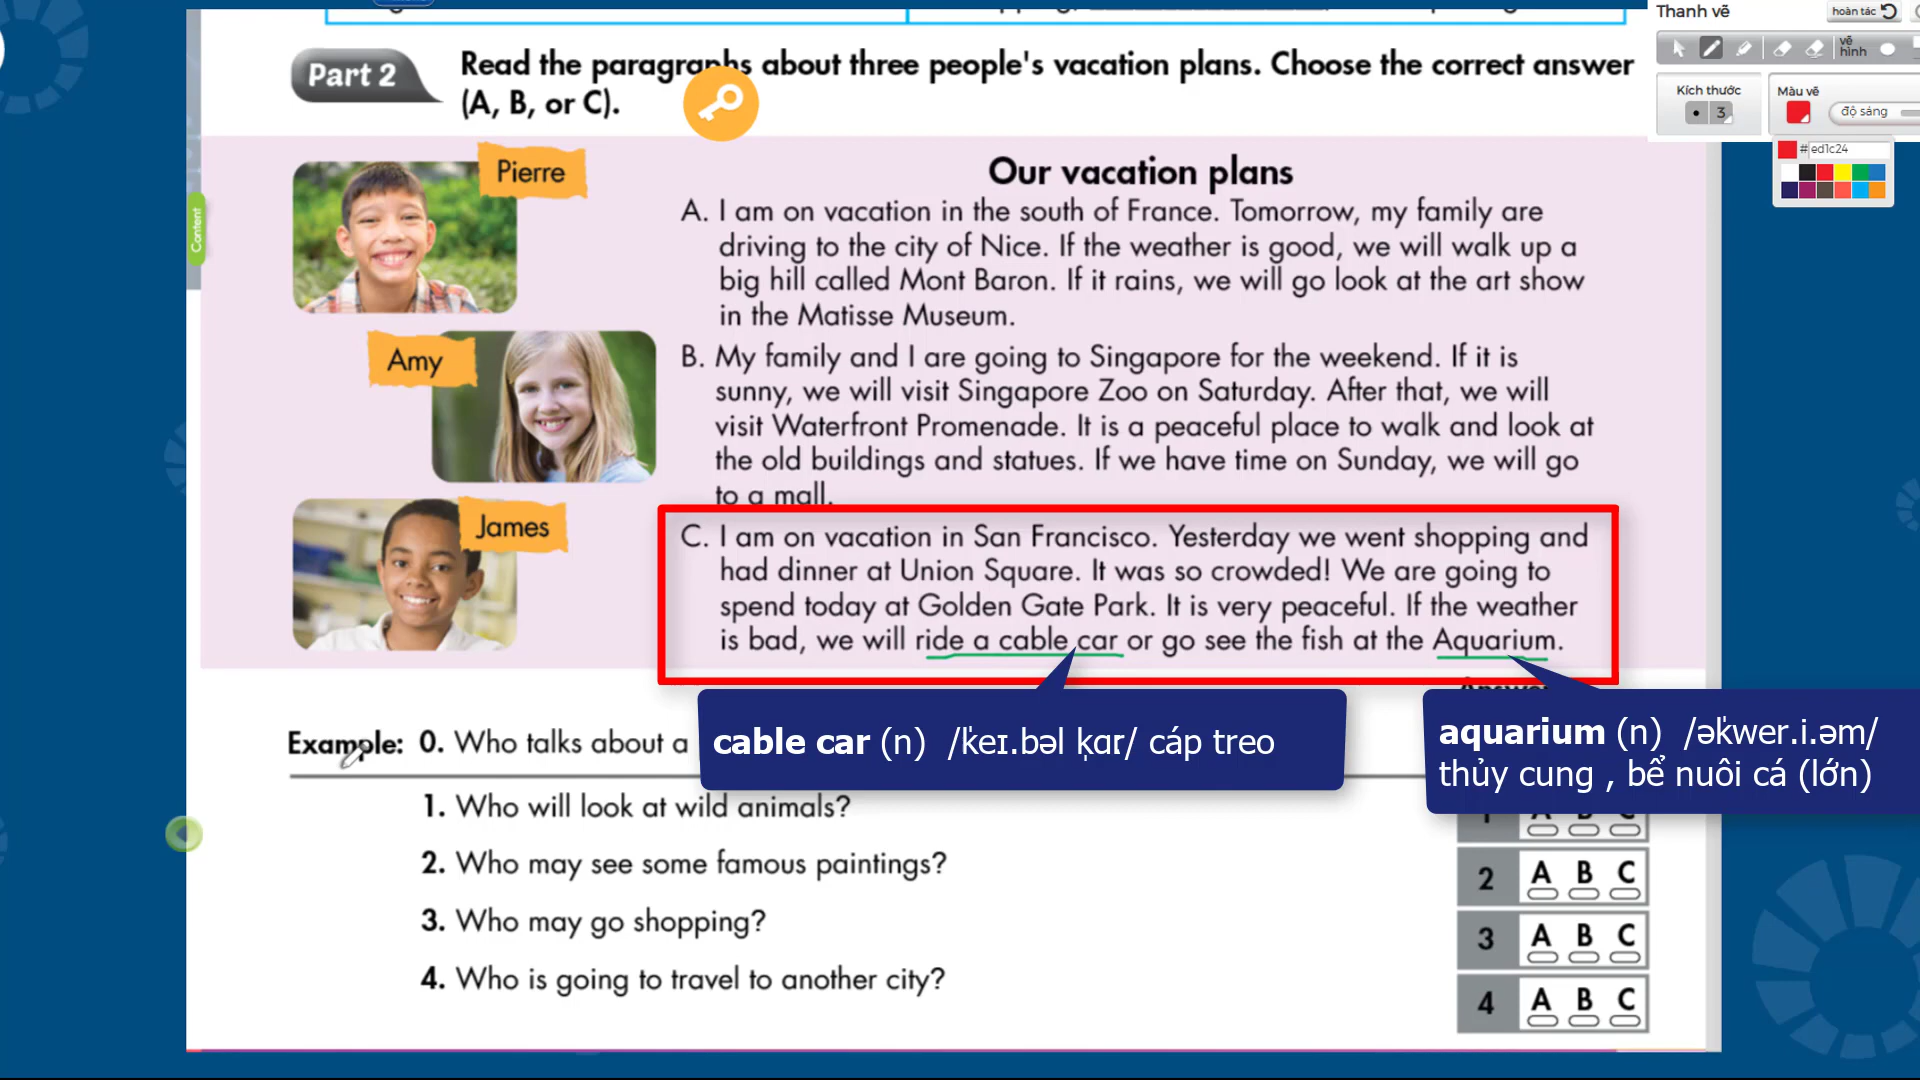 Thanh vẽ
hoàn tác
vẽ
hình
Kích thước
3
Màu vẽ
độ sáng
#ed1c24
Part 2
Read the paragraphs about three people's vacation plans. Choose the correct answer
(A, B, or C).
Content
Pierre
Amy
James
Our vacation plans
A. I am on vacation in the south of France. Tomorrow, my family are
driving to the city of Nice. If the weather is good, we will walk up a
big hill called Mont Baron. If it rains, we will go look at the art show
in the Matisse Museum.
B. My family and I are going to Singapore for the weekend. If it is
sunny, we will visit Singapore Zoo on Saturday. After that, we will
visit Waterfront Promenade. It is a peaceful place to walk and look at
the old buildings and statues. If we have time on Sunday, we will go
to a mall.
C. I am on vacation in San Francisco. Yesterday we went shopping and
had dinner at Union Square. It was so crowded! We are going to
spend today at Golden Gate Park. It is very peaceful. If the weather
is bad, we will ride a cable car or go see the fish at the Aquarium.
cable car (n) /ˈkeɪ.bəl ˌkɑːr/ cáp treo
aquarium (n) /əˈkwer.i.əm/
thủy cung , bể nuôi cá (lớn)
Example: 0. Who talks about a
1. Who will look at wild animals?
2. Who may see some famous paintings?
3. Who may go shopping?
4. Who is going to travel to another city?
1 A B C
2 A B C
3 A B C
4 A B C